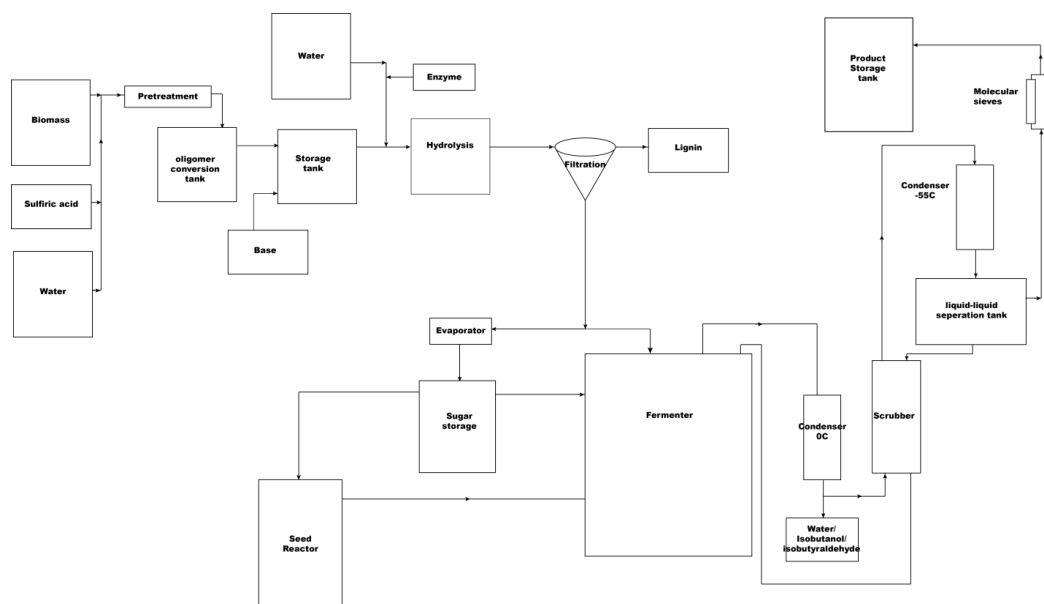 Water
Product
Storage
tank
Enzyme
Molecular
sieves
Pretreatment
Biomass
oligomer
conversion
tank
Storage
tank
Hydrolysis
Filtration
Lignin
Condenser
-55C
Sulfiric acid
Base
Water
liquid-liquid
seperation tank
Evaporator
Sugar
storage
Fermenter
Condenser
0C
Scrubber
Seed
Reactor
Water/
Isobutanol/
isobutyraldehyde